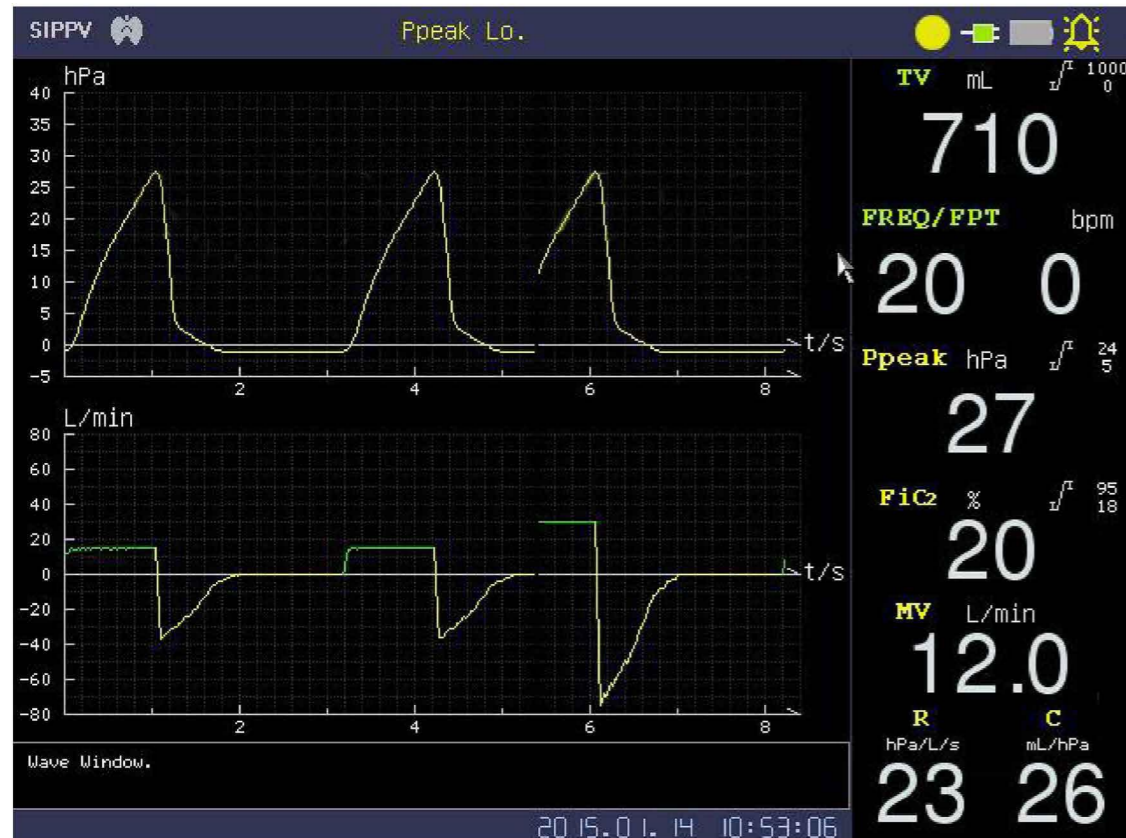 SIPPV Ppeak Lo.
hPa
40
35
30
25
20
15
10
5
0
-5
t/s
2 4 6 8
L/min
80
60
40
20
0
-20
-40
-60
-80
t/s
2 4 6 8
Wave Window.
2015.01.14 10:53:06
TV mL 1000
0
710
FREQ/FPT bpm
20 0
Ppeak hPa 24
5
27
FiC2 % 95
18
20
MV L/min
12.0
R C
hPa/L/s mL/hPa
23 26